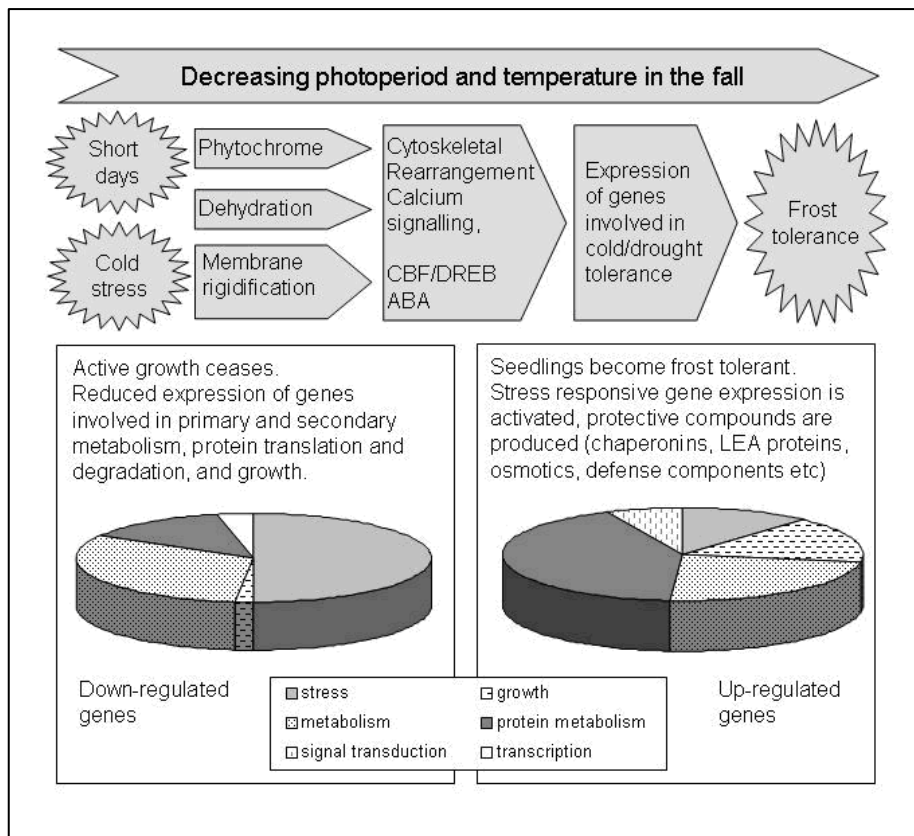 Decreasing photoperiod and temperature in the fall
Short
days
Cold
stress
Phytochrome
Dehydration
Membrane
rigidification
Cytoskeletal
Rearrangement
Calcium
signalling,
CBF/DREB
ABA
Expression
of genes
involved in
cold/drought
tolerance
Frost
tolerance
Active growth ceases.
Reduced expression of genes
involved in primary and secondary
metabolism, protein translation and
degradation, and growth.
Down-regulated
genes
Seedlings become frost tolerant.
Stress responsive gene expression is
activated, protective compounds are
produced (chaperonins, LEA proteins,
osmotics, defense components etc)
Up-regulated
genes
stress
growth
metabolism
protein metabolism
signal transduction
transcription